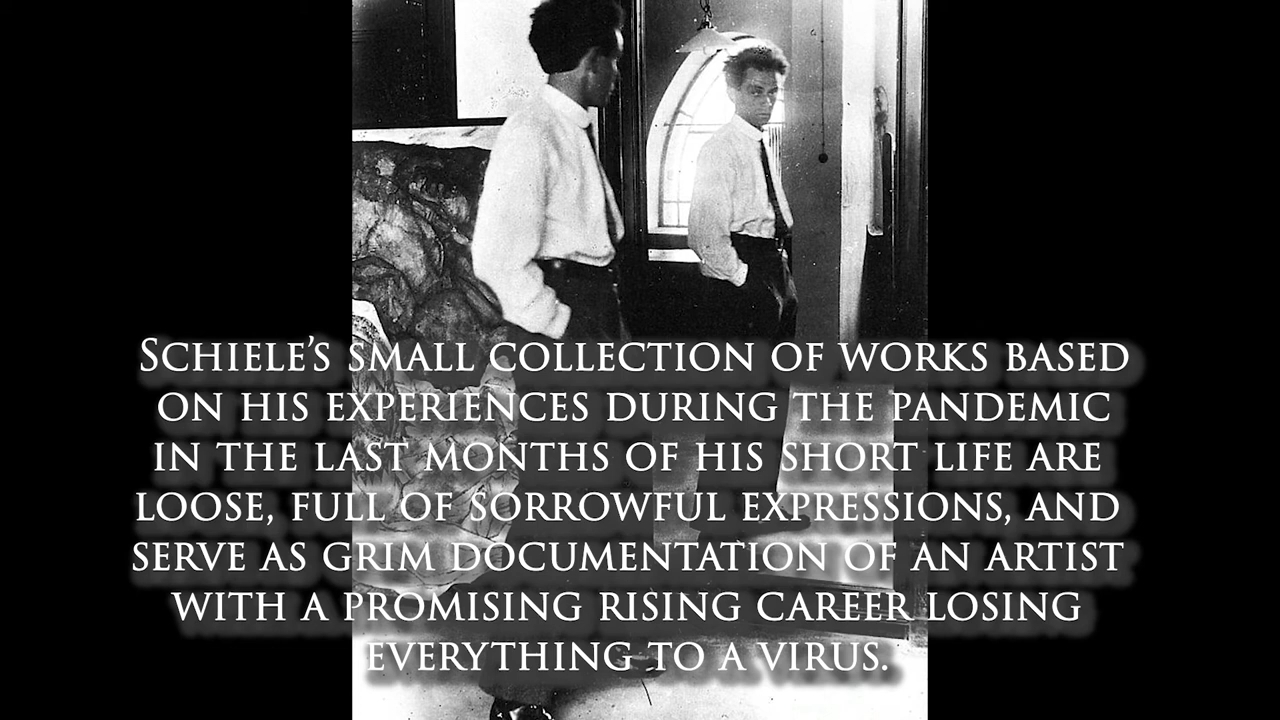 Schiele's small collection of works based
on his experiences during the pandemic
in the last months of his short life are
loose, full of sorrowful expressions, and
serve as grim documentation of an artist
with a promising rising career losing
everything to a virus.